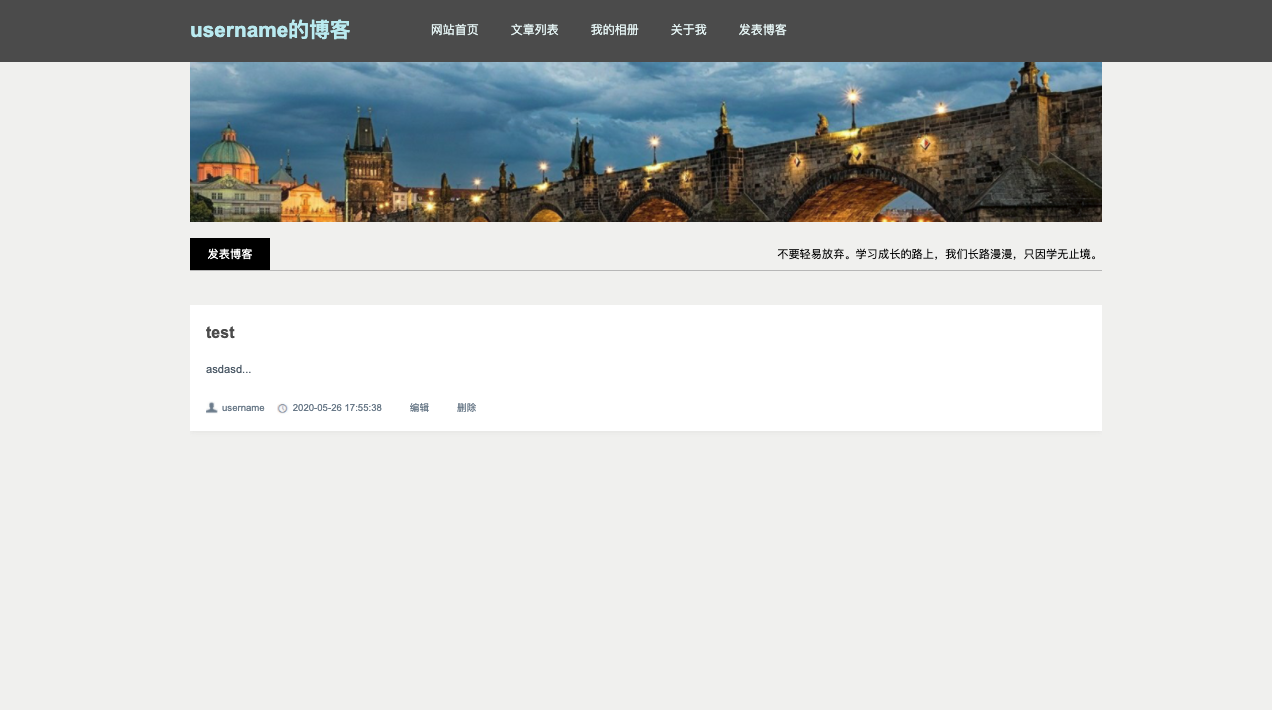 username的博客 网站首页 文章列表 我的相册 关于我 发表博客
发表博客 不要轻易放弃。学习成长的路上，我们长路漫漫，只因学无止境。
test
asdasd...
username 2020-05-26 17:55:38 编辑 删除